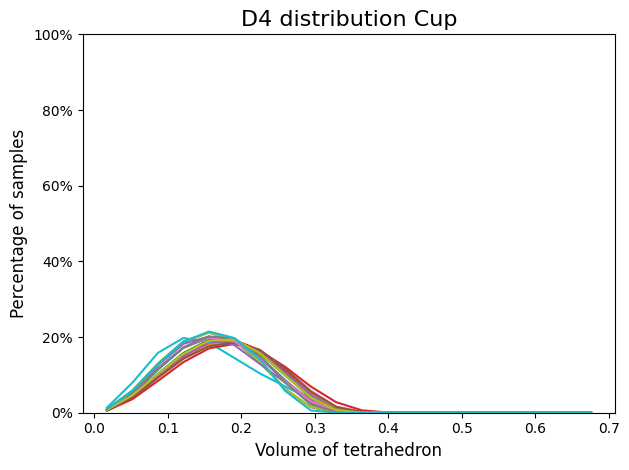 D4 distribution Cup
100%
80%
60%
40%
20%
0%
Percentage of samples
0.0 0.1 0.2 0.3 0.4 0.5 0.6 0.7
Volume of tetrahedron